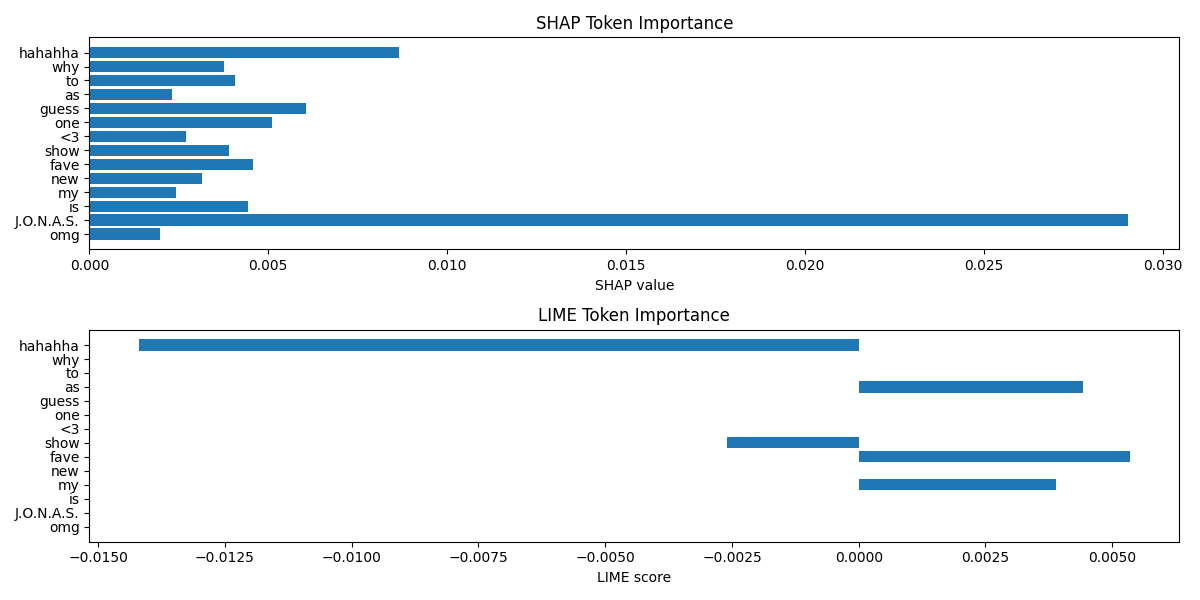 SHAP Token Importance
hahahha
why
to
as
guess
one
<3
show
fave
new
my
is
J.O.N.A.S.
omg
0.000 0.005 0.010 0.015 0.020 0.025 0.030
SHAP value
LIME Token Importance
hahahha
why
to
as
guess
one
<3
show
fave
new
my
is
J.O.N.A.S.
omg
−0.0150 −0.0125 −0.0100 −0.0075 −0.0050 −0.0025 0.0000 0.0025 0.0050
LIME score